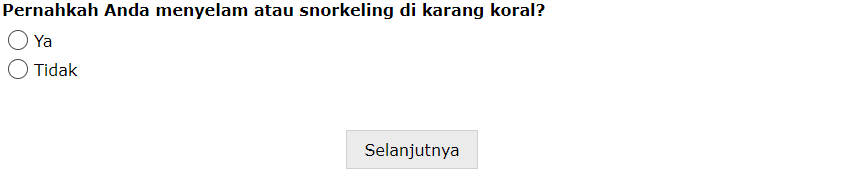 Pernahkah Anda menyelam atau snorkeling di karang koral?
Ya
Tidak
Selanjutnya